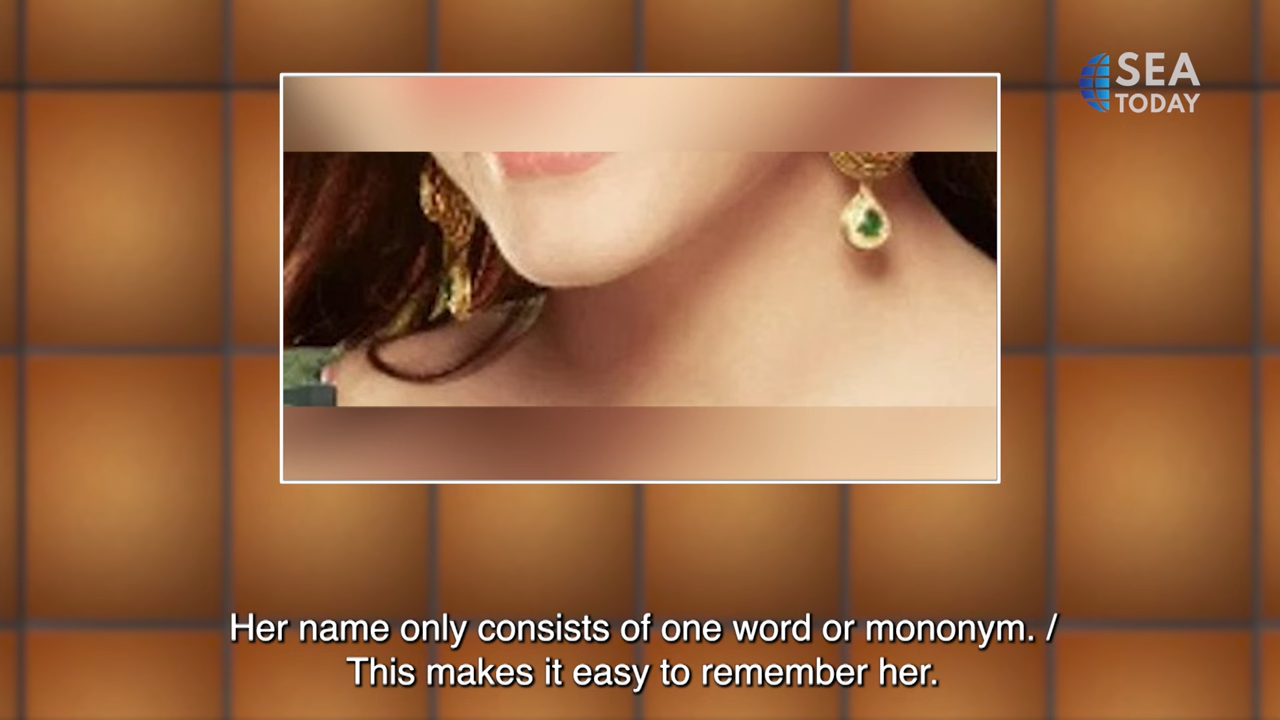 SEA
TODAY
Her name only consists of one word or mononym. /
This makes it easy to remember her.